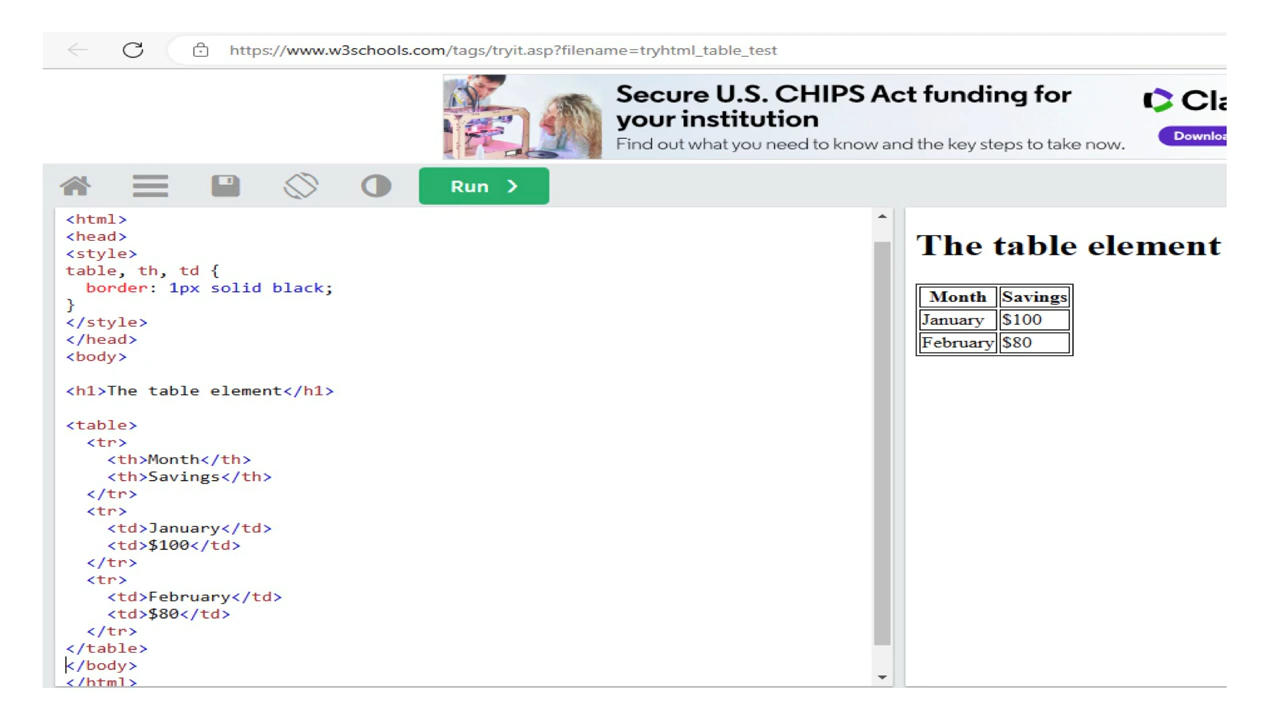 https://www.w3schools.com/tags/tryit.asp?filename=tryhtml_table_test
Secure U.S. CHIPS Act funding for
your institution
Find out what you need to know and the key steps to take now.
Run >
<html>
<head>
<style>
table, th, td {
  border: 1px solid black;
}
</style>
</head>
<body>
<h1>The table element</h1>
<table>
  <tr>
    <th>Month</th>
    <th>Savings</th>
  </tr>
  <tr>
    <td>January</td>
    <td>$100</td>
  </tr>
  <tr>
    <td>February</td>
    <td>$80</td>
  </tr>
</table>
</body>
</html>
The table element
Month Savings
January $100
February $80